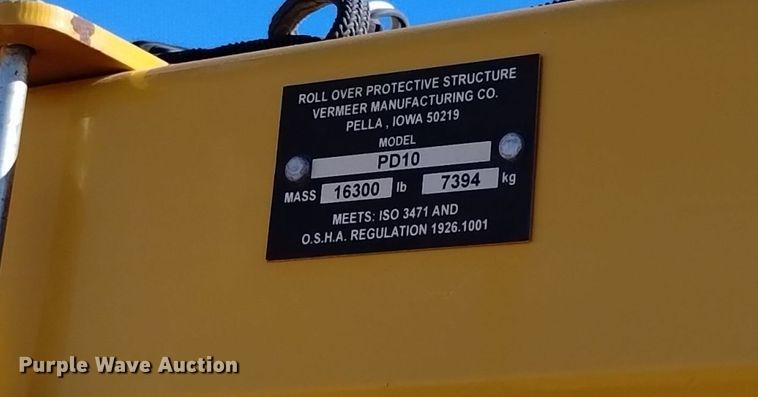 ROLL OVER PROTECTIVE STRUCTURE
VERMEER MANUFACTURING CO.
PELLA , IOWA 50219
MODEL
PD10
MASS 16300 lb 7394 kg
MEETS: ISO 3471 AND
O.S.H.A. REGULATION 1926.1001
Purple Wave Auction